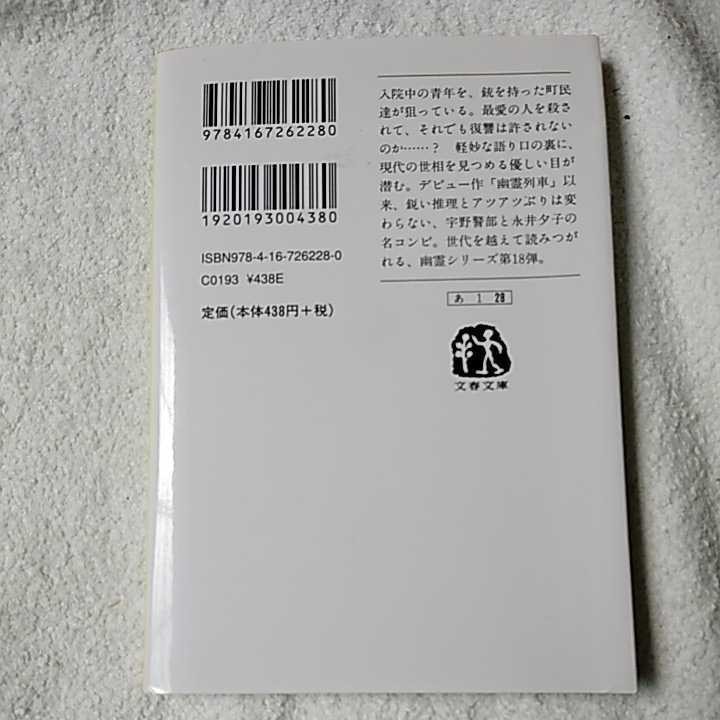 9784167262280
1920193004380
ISBN978-4-16-726228-0
C0193 ¥438E
定価(本体438円+税)
入院中の青年を、銃を持った町民
達が狙っている。最愛の人を殺さ
れて、それでも復讐は許されない
のか……? 軽妙な語り口の裏に、
現代の世相を見つめる優しい目が
潜む。デビュー作「幽霊列車」以
来、鋭い推理とアツアツぶりは変
わらない、宇野警部と永井夕子の
名コンビ。世代を越えて読みつが
れる、幽霊シリーズ第18弾。
あ 1 28
文春文庫